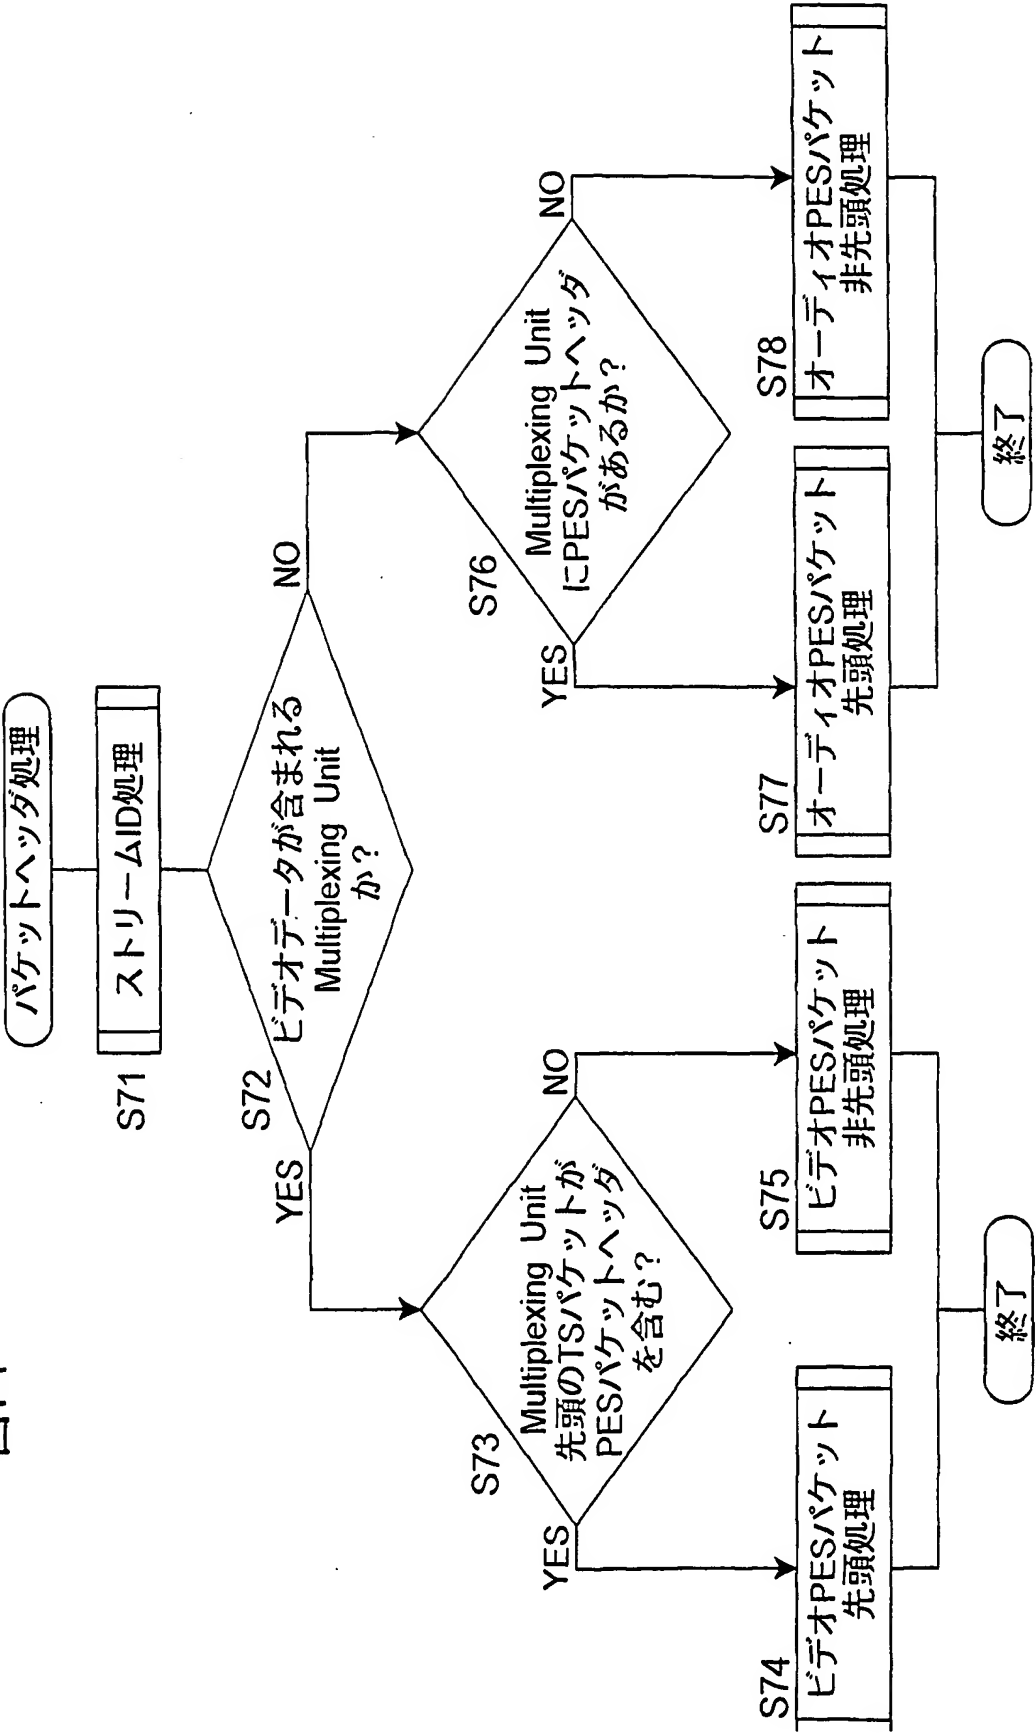 パケットヘッダ処理
S71
ストリームID処理
S72
ビデオデータが含まれる
Multiplexing Unit
か?
YES
NO
S73
Multiplexing Unit
先頭のTSパケットが
PESパケットヘッダ
を含む?
YES
NO
S76
Multiplexing Unit
にPESパケットヘッダ
があるか?
YES
NO
S74
ビデオPESパケット
先頭処理
S75
ビデオPESパケット
非先頭処理
S77
オーディオPESパケット
先頭処理
S78
オーディオPESパケット
非先頭処理
終了
終了